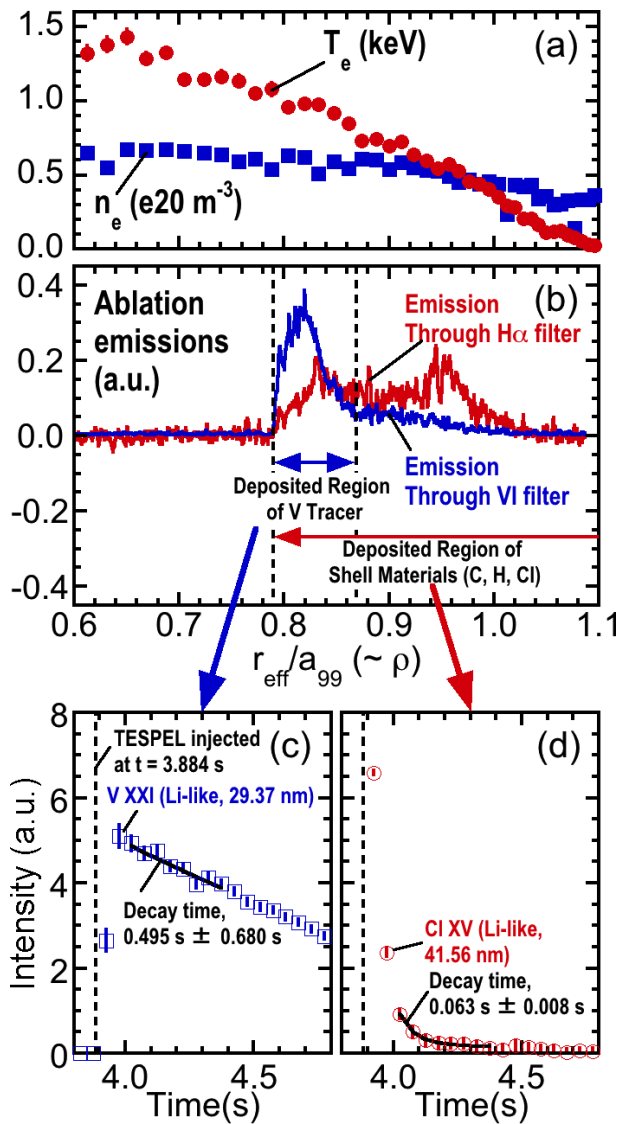 1.5
1.0
0.5
0.0
T_e (keV)
(a)
n_e (e20 m^-3)
0.4
0.2
0.0
-0.2
-0.4
Ablation
emissions
(a.u.)
(b)
Emission
Through Hα filter
Emission
Through VI filter
Deposited Region
of V Tracer
Deposited Region of
Shell Materials (C, H, Cl)
0.6 0.7 0.8 0.9 1.0 1.1
r_eff/a_99 (~ ρ)
Intensity (a.u.)
8
6
4
2
0
(c)
TESPEL injected
at t = 3.884 s
V XXI (Li-like, 29.37 nm)
Decay time,
0.495 s ± 0.680 s
4.0 4.5
Time(s)
(d)
Cl XV (Li-like,
41.56 nm)
Decay time,
0.063 s ± 0.008 s
4.0 4.5
Time(s)